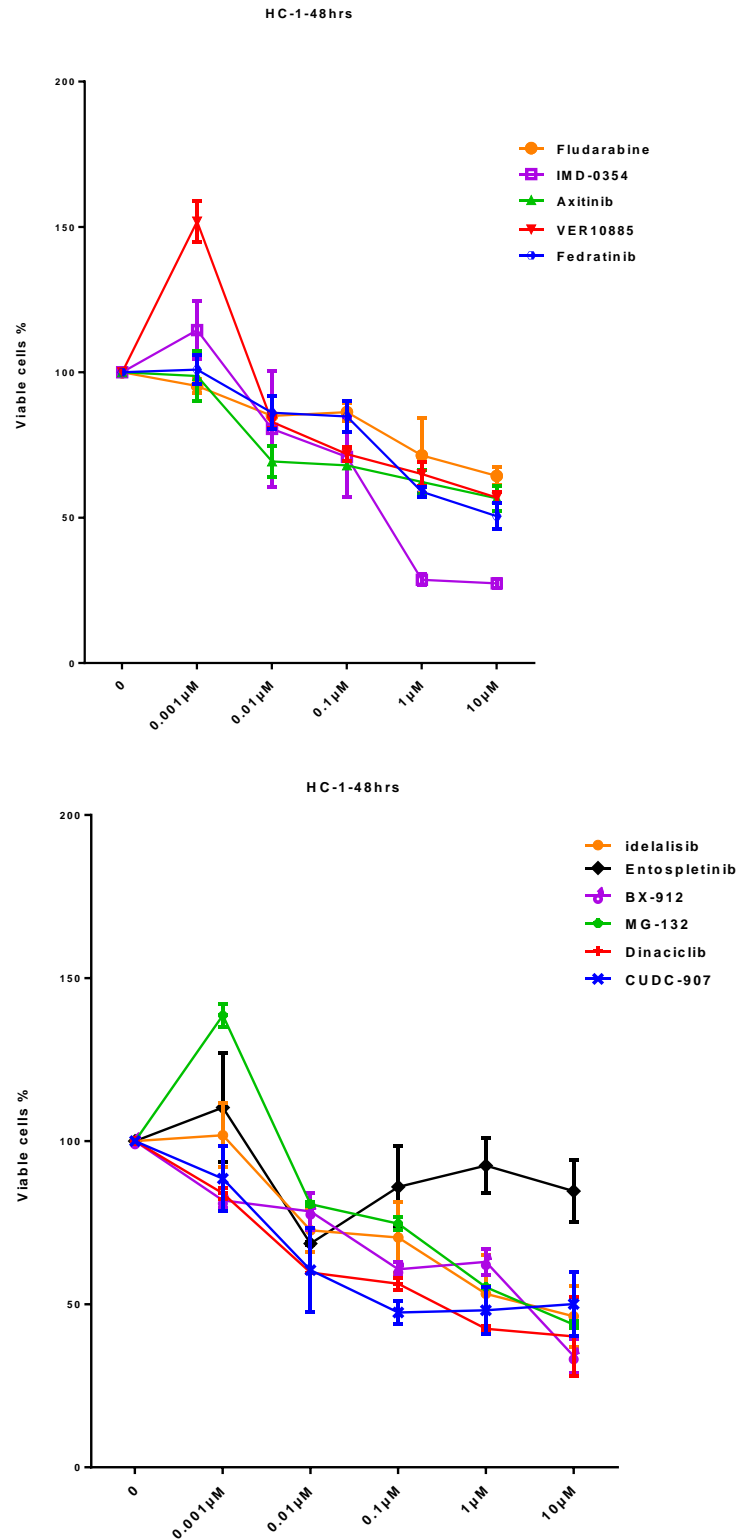 HC-1-48hrs
200
150
100
50
0
Viable cells %
Fludarabine
IMD-0354
Axitinib
VER10885
Fedratinib
0
0.001µM
0.01µM
0.1µM
1µM
10µM
HC-1-48hrs
200
150
100
50
0
Viable cells %
idelalisib
Entospletinib
BX-912
MG-132
Dinaciclib
CUDC-907
0
0.001µM
0.01µM
0.1µM
1µM
10µM